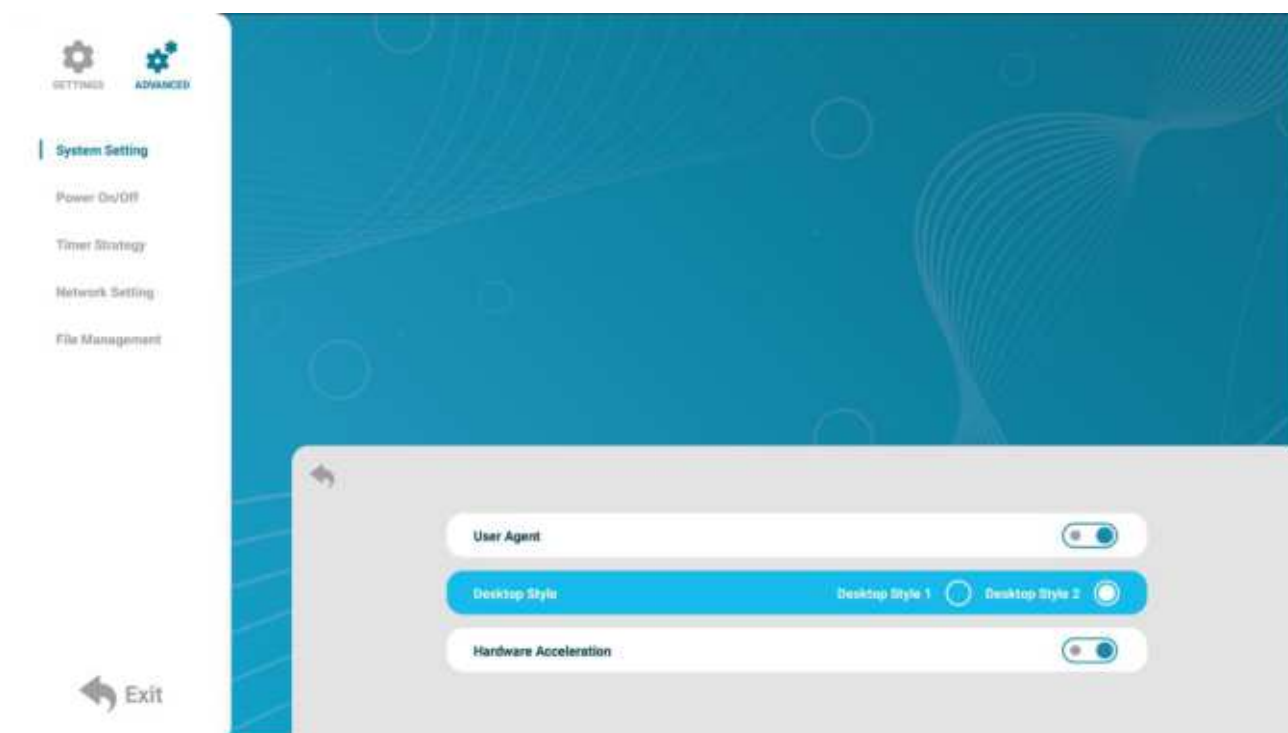 SETTINGS
ADVANCED
System Setting
Power On/Off
Timer Strategy
Network Setting
File Management
Exit
User Agent
Desktop Style Desktop Style 1 Desktop Style 2
Hardware Acceleration